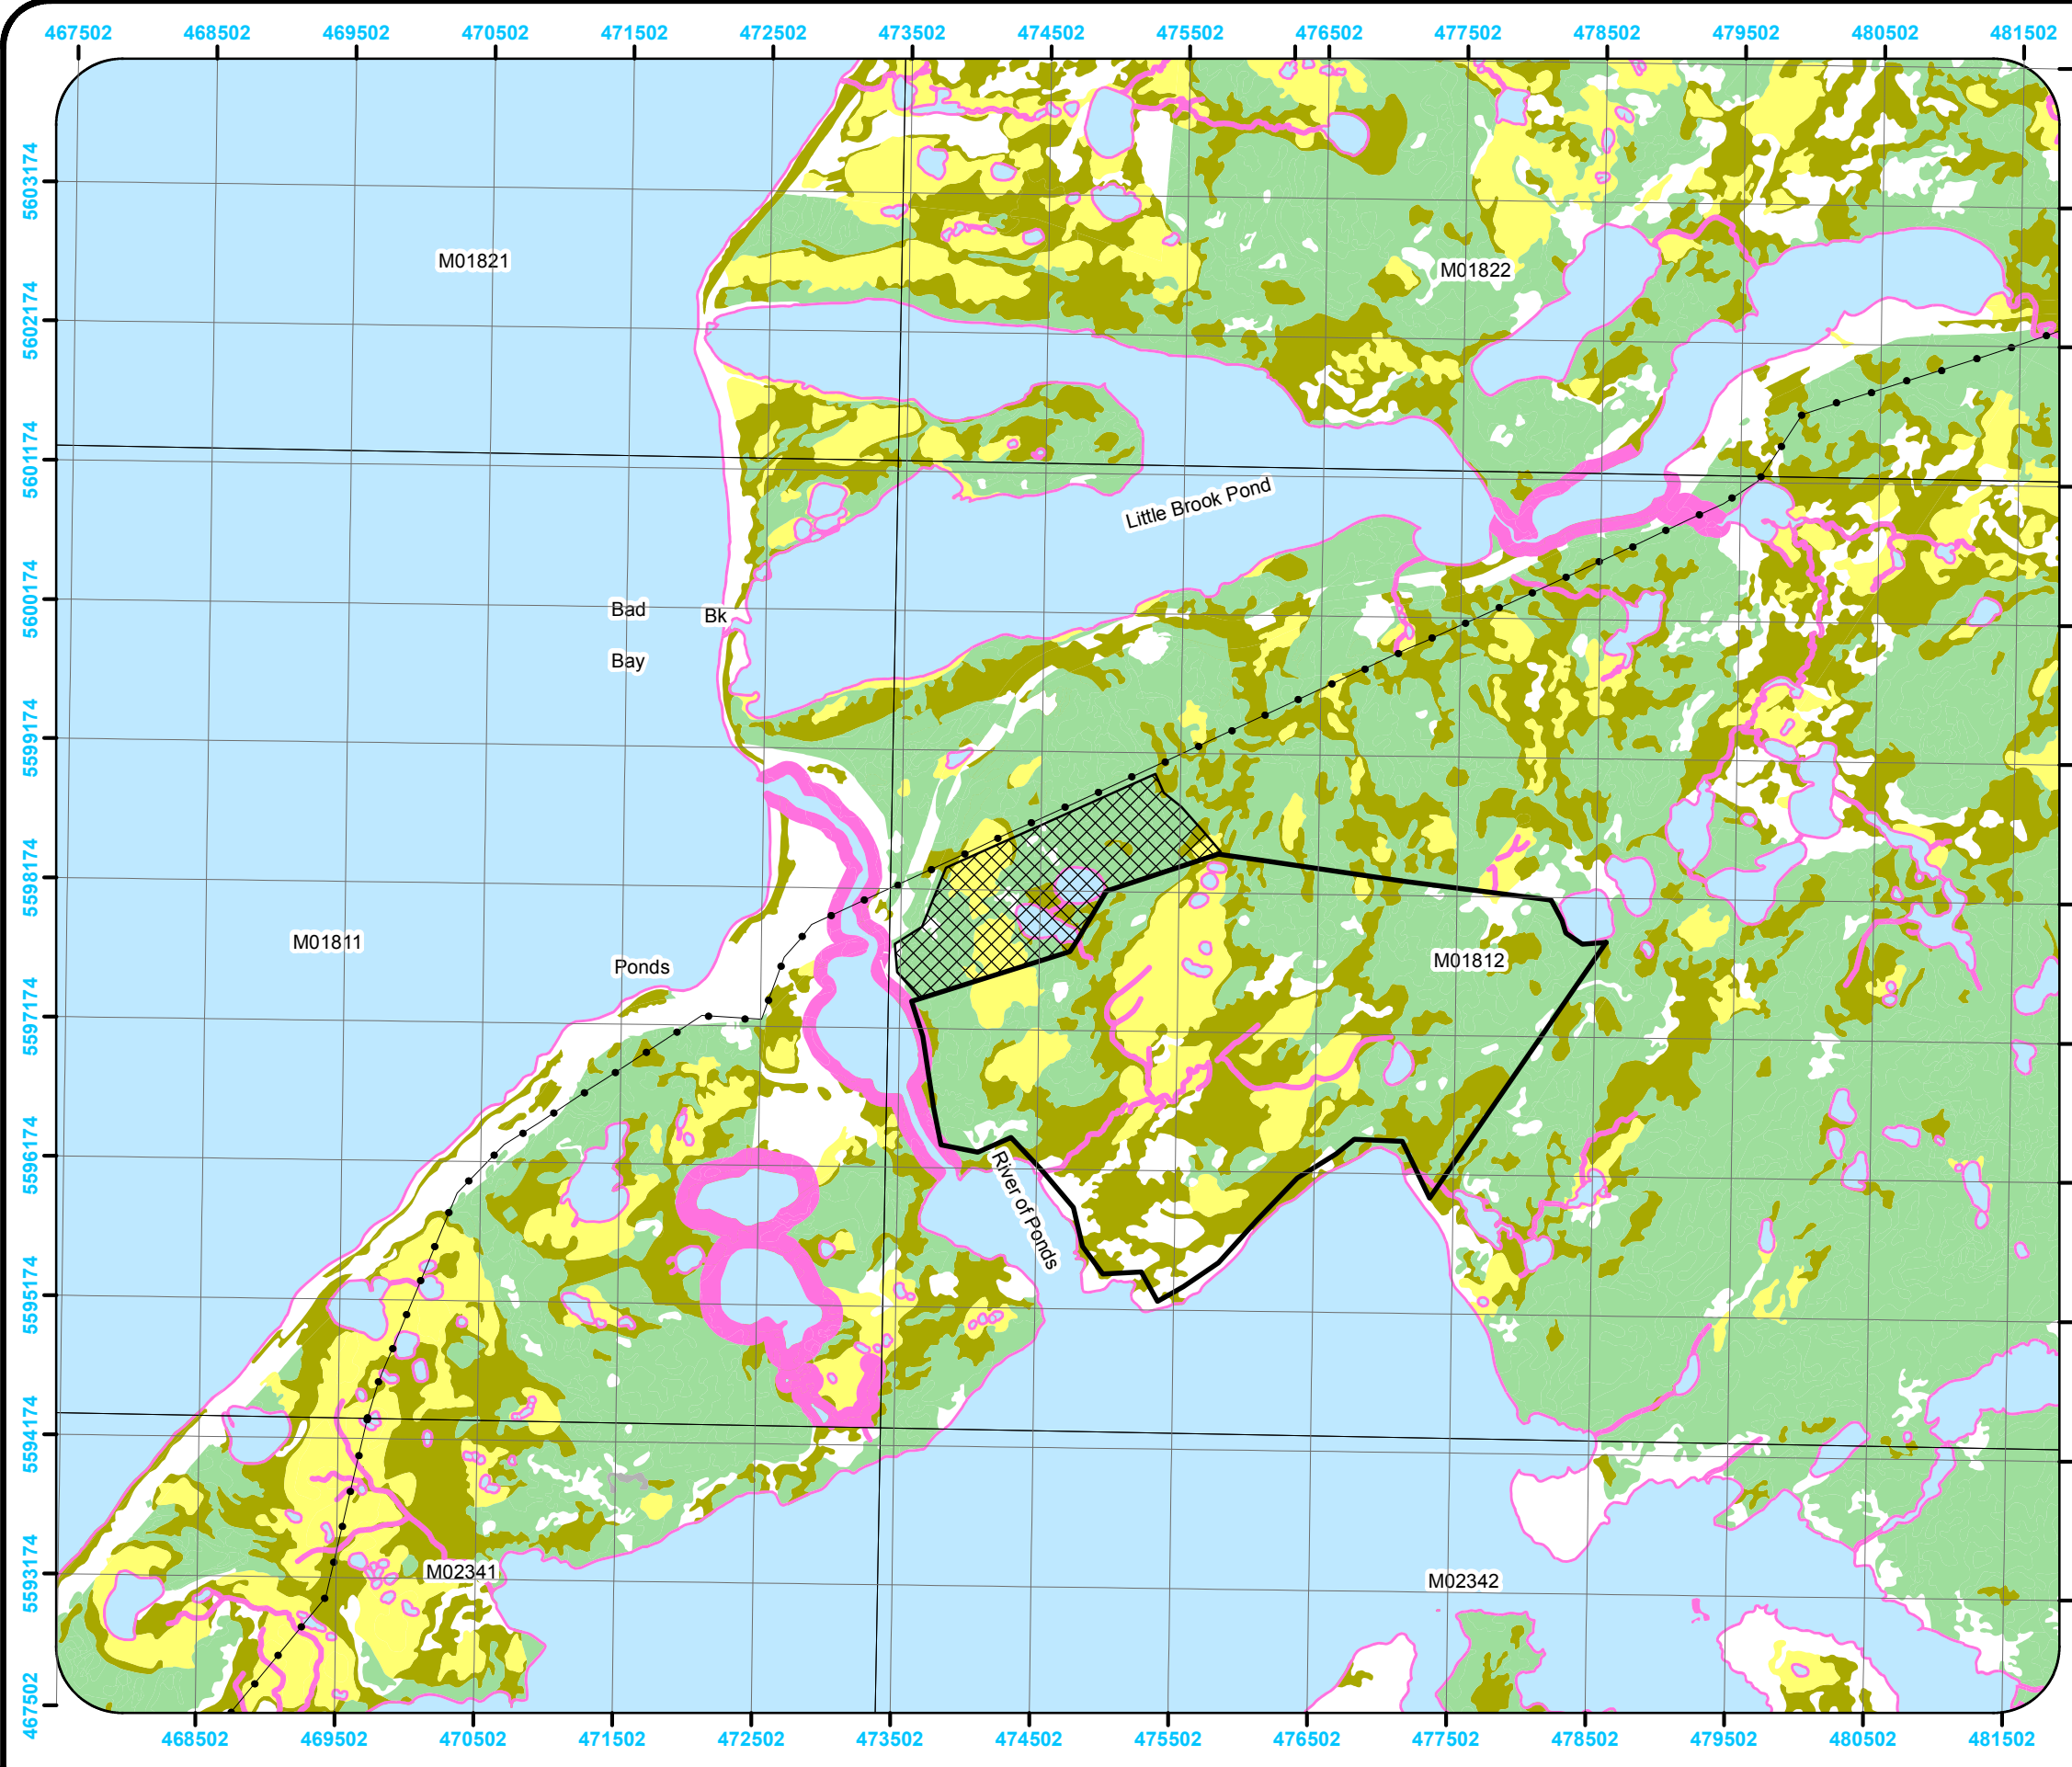 467502 468502 469502 470502 471502 472502 473502 474502 475502 476502 477502 478502 479502 480502 481502
5603174
M01821
M01822
5602174
5601174
Little Brook Pond
5600174
Bad
Bk
Bay
5599174
5598174
M01811
Ponds
M01812
5597174
5596174
River of Ponds
5595174
5594174
5593174
M02341
M02342
467502
468502 469502 470502 471502 472502 473502 474502 475502 476502 477502 478502 479502 480502 481502